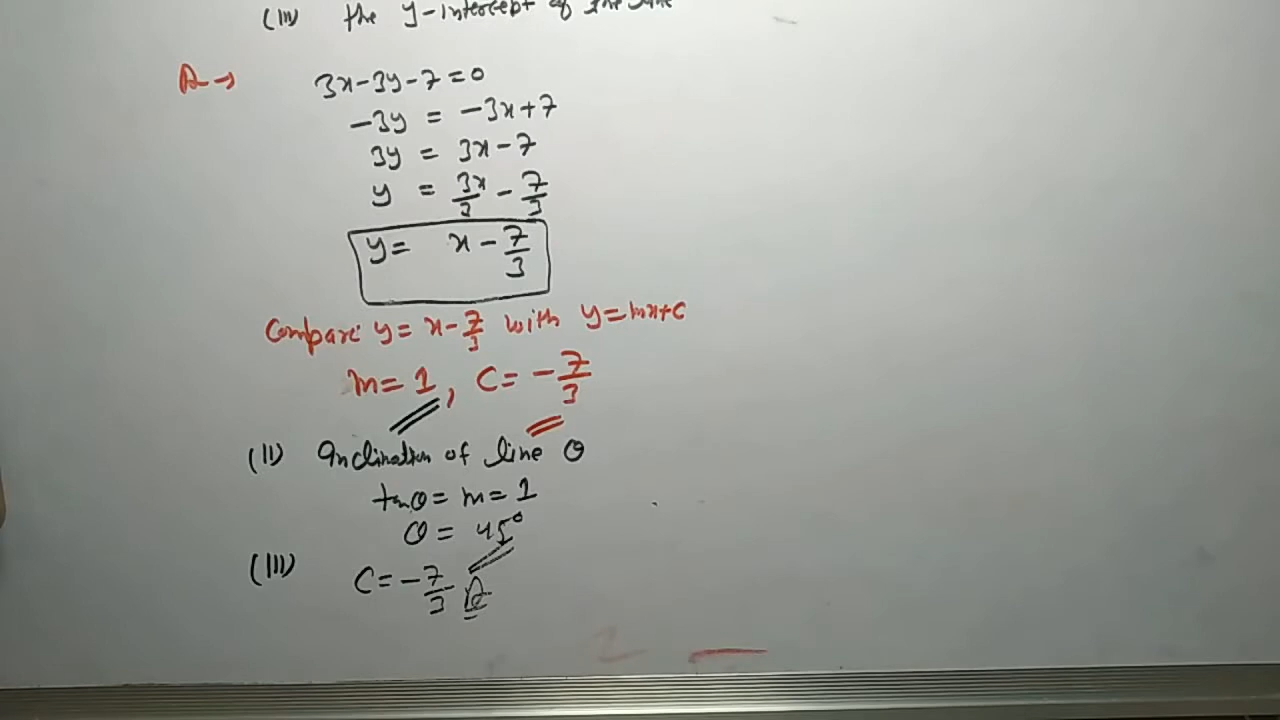 (III) the y-intercept of the line
A→ 3x-3y-7=0
-3y = -3x+7
3y = 3x-7
y = 3x/3 - 7/3
y= x-7/3
Compare y= x-7/3 with y=mx+c
m=1, C=-7/3
(II) Inclination of line θ
tanθ=m=1
θ= 45°
(III) C=-7/3 A